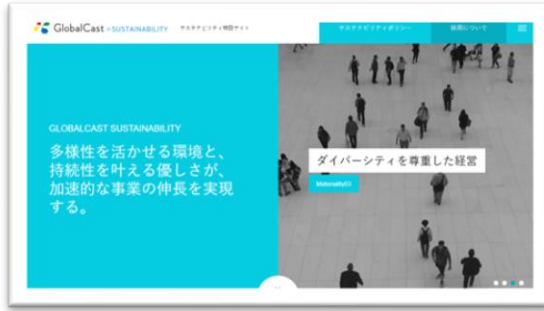 GlobalCast +SUSTAINABILITY サステナビリティ特設サイト
サステナビリティポリシー
採用について
GLOBALCAST SUSTAINABILITY
多様性を活かせる環境と、
持続性を叶える優しさが、
加速的な事業の伸長を実現
する。
ダイバーシティを尊重した経営